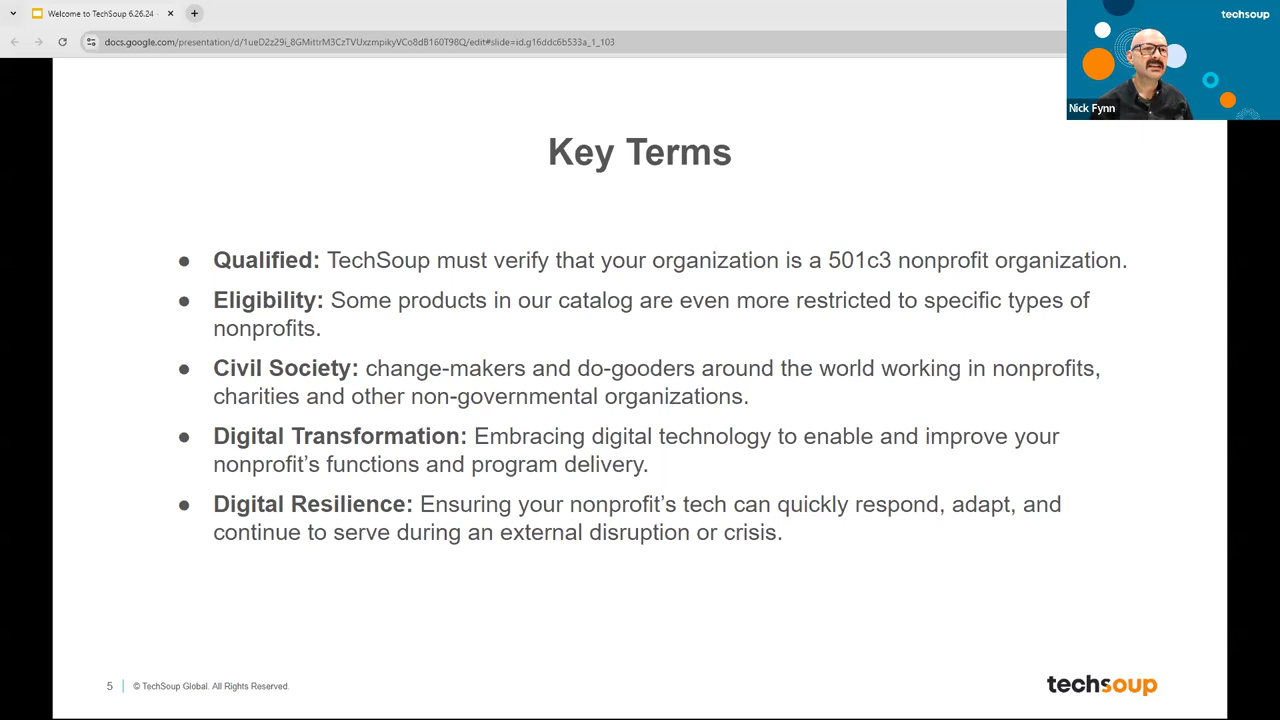 Welcome to TechSoup 6.26.24 -
docs.google.com/presentation/d/1ueD2z29i_8GMittrM3CzTVUxzmpikyVCo8dB160T98Q/edit#slide=id.g16ddc6b533a_1_103
techsoup
Nick Fynn
Key Terms
● Qualified: TechSoup must verify that your organization is a 501c3 nonprofit organization.
● Eligibility: Some products in our catalog are even more restricted to specific types of
nonprofits.
● Civil Society: change-makers and do-gooders around the world working in nonprofits,
charities and other non-governmental organizations.
● Digital Transformation: Embracing digital technology to enable and improve your
nonprofit’s functions and program delivery.
● Digital Resilience: Ensuring your nonprofit’s tech can quickly respond, adapt, and
continue to serve during an external disruption or crisis.
5 © TechSoup Global. All Rights Reserved.
techsoup